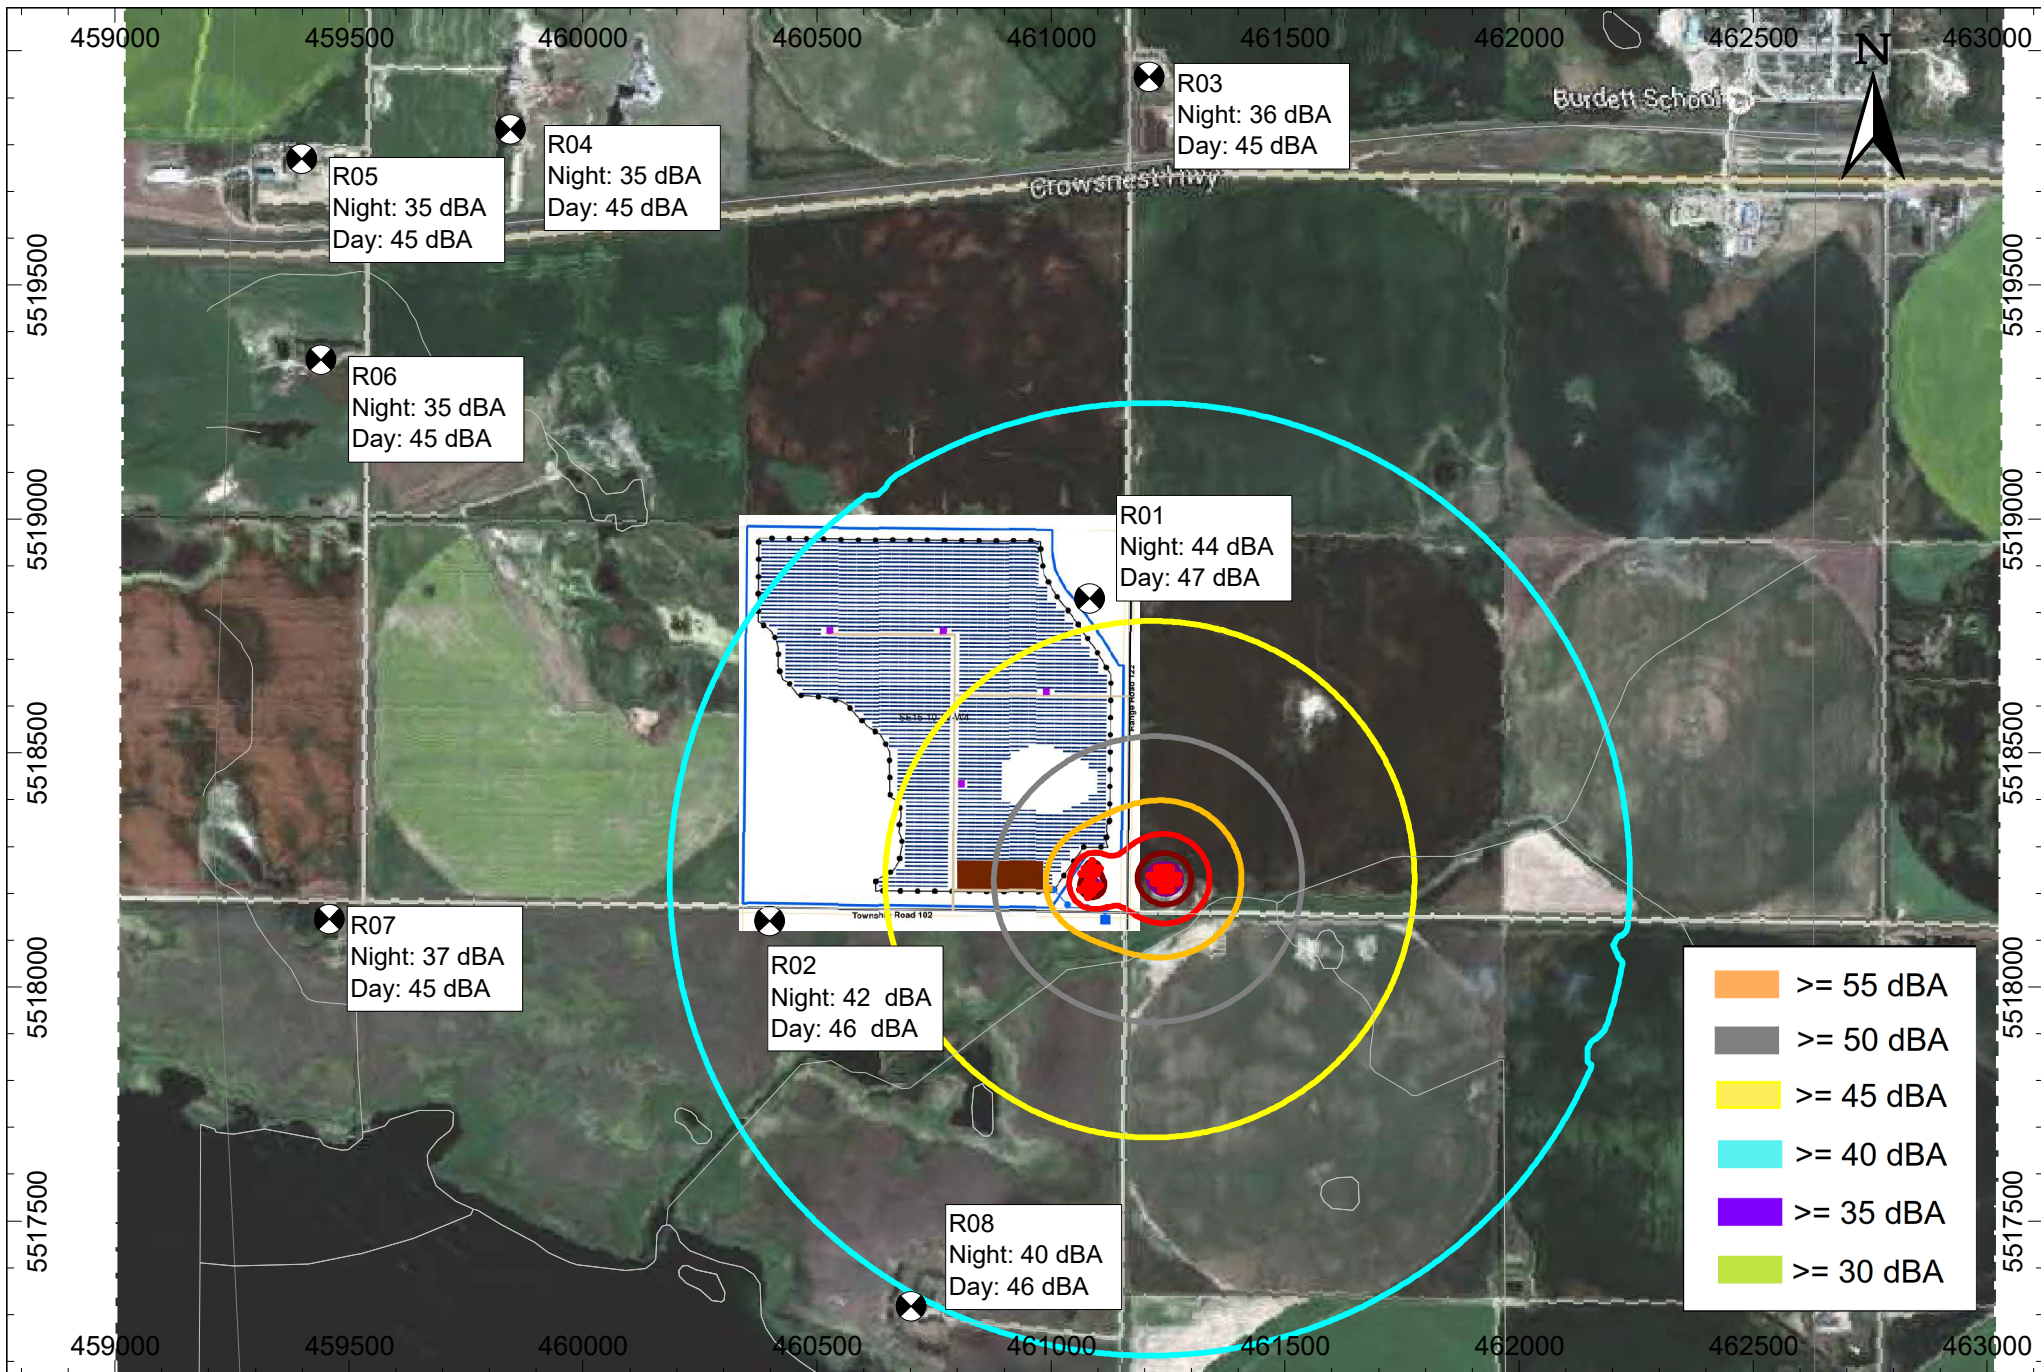 459000
459500
460000
460500
461000
461500
462000
462500
463000
N
Burdett School
Crowsnest Hwy
R03
Night: 36 dBA
Day: 45 dBA
R04
Night: 35 dBA
Day: 45 dBA
R05
Night: 35 dBA
Day: 45 dBA
5519500
5519500
R06
Night: 35 dBA
Day: 45 dBA
5519000
5519000
R01
Night: 44 dBA
Day: 47 dBA
Range Road 122
5518500
5518500
Township Road 102
R07
Night: 37 dBA
Day: 45 dBA
R02
Night: 42 dBA
Day: 46 dBA
5518000
5518000
>= 55 dBA
>= 50 dBA
>= 45 dBA
>= 40 dBA
>= 35 dBA
>= 30 dBA
5517500
5517500
R08
Night: 40 dBA
Day: 46 dBA
459000
459500
460000
460500
461000
461500
462000
462500
463000